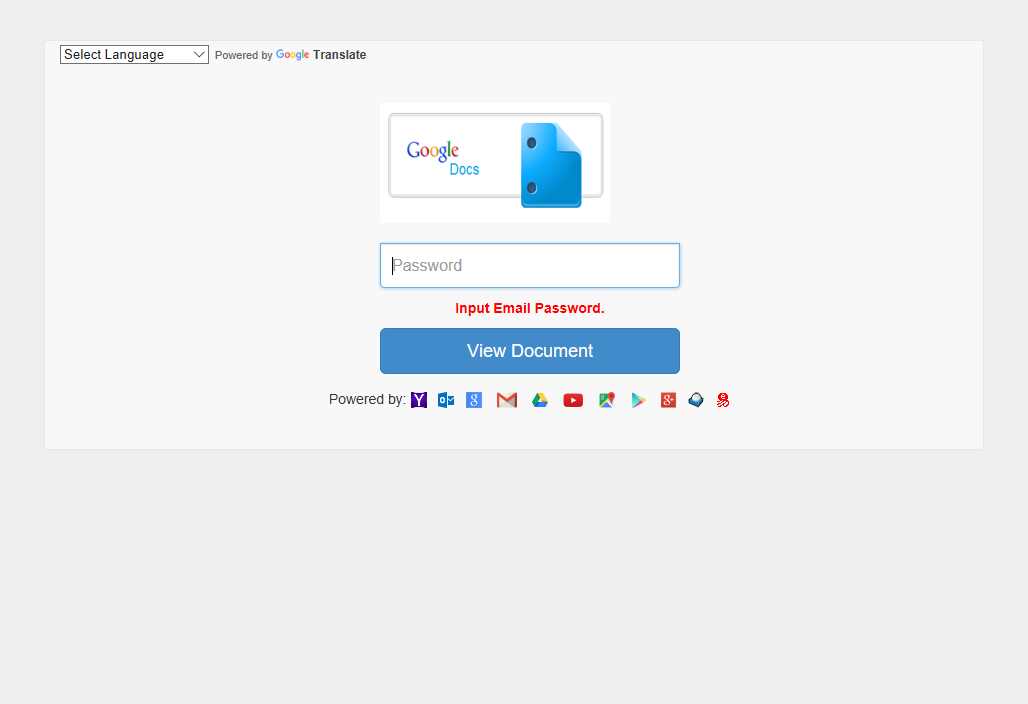 Select Language Powered by Google Translate
Google
Docs
Password
Input Email Password.
View Document
Powered by: